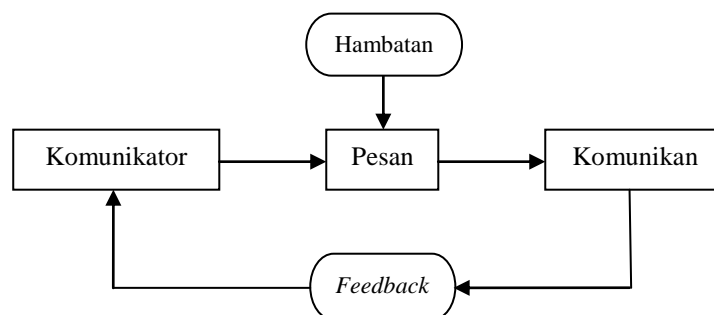 Hambatan
Komunikator
Pesan
Komunikan
Feedback